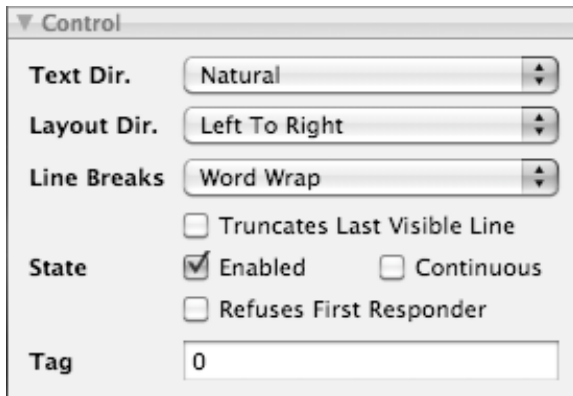 Control
Text Dir. Natural
Layout Dir. Left To Right
Line Breaks Word Wrap
Truncates Last Visible Line
State Enabled Continuous
Refuses First Responder
Tag 0